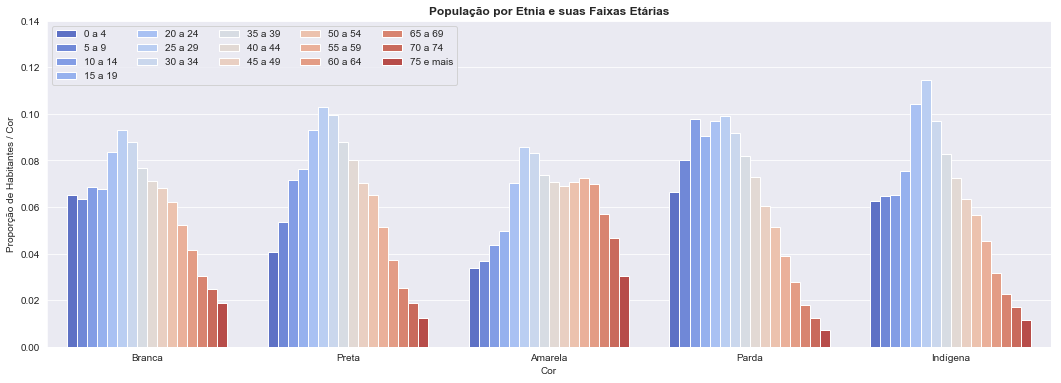 População por Etnia e suas Faixas Etárias
0.14
0.12
0.10
0.08
0.06
0.04
0.02
0.00
Proporção de Habitantes / Cor
0 a 4
5 a 9
10 a 14
15 a 19
20 a 24
25 a 29
30 a 34
35 a 39
40 a 44
45 a 49
50 a 54
55 a 59
60 a 64
65 a 69
70 a 74
75 e mais
Branca
Preta
Amarela
Parda
Indígena
Cor